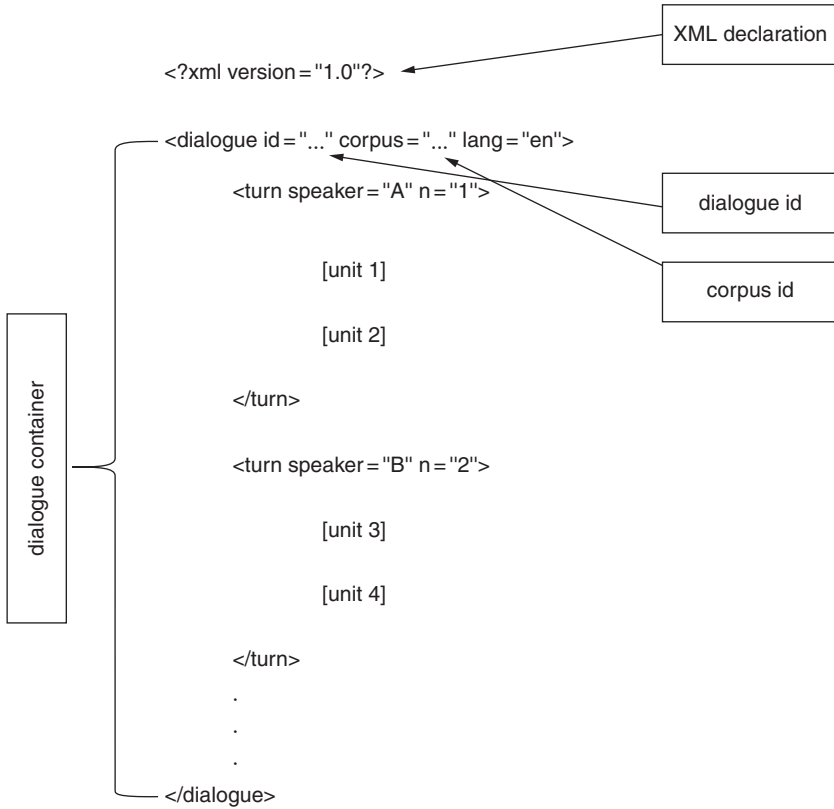 XML declaration
<?xml version="1.0"?>
<dialogue id="..." corpus="..." lang="en">
<turn speaker="A" n="1">
dialogue id
[unit 1]
corpus id
[unit 2]
dialogue container
</turn>
<turn speaker="B" n="2">
[unit 3]
[unit 4]
</turn>
.
.
.
</dialogue>